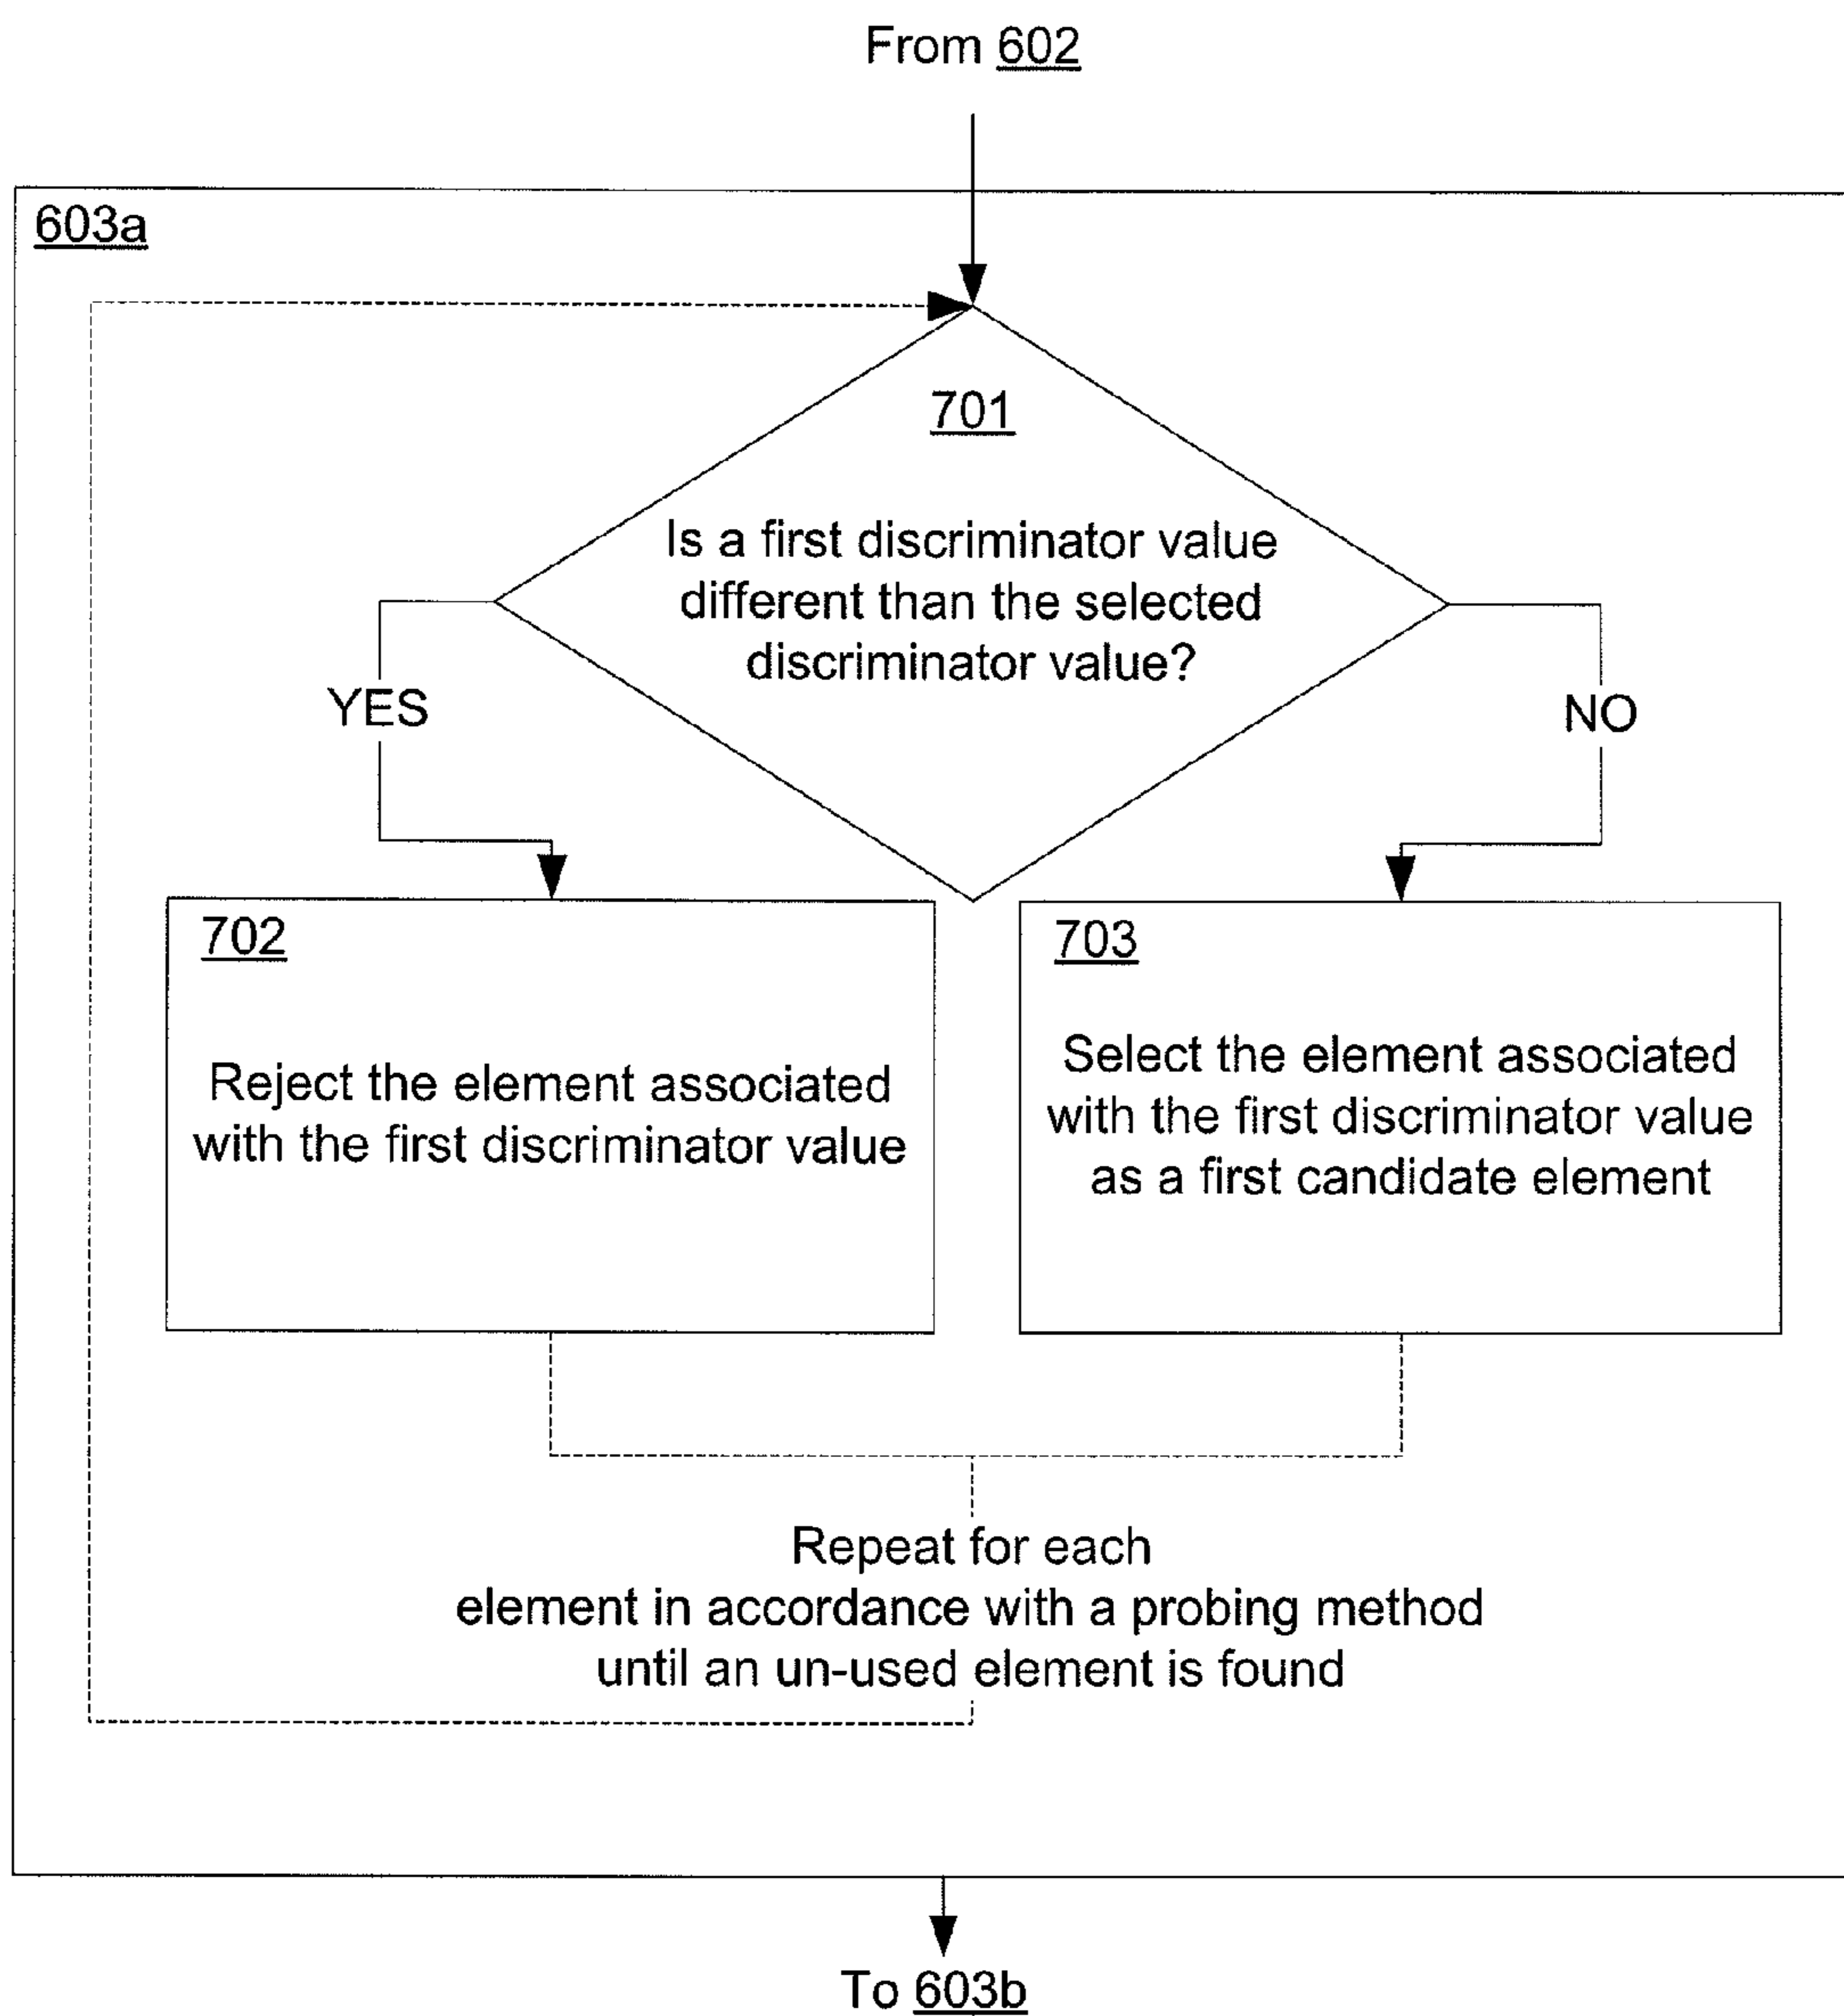 From 602
603a
701
Is a first discriminator value
different than the selected
discriminator value?
YES
NO
702
Reject the element associated
with the first discriminator value
703
Select the element associated
with the first discriminator value
as a first candidate element
Repeat for each
element in accordance with a probing method
until an un-used element is found
To 603b